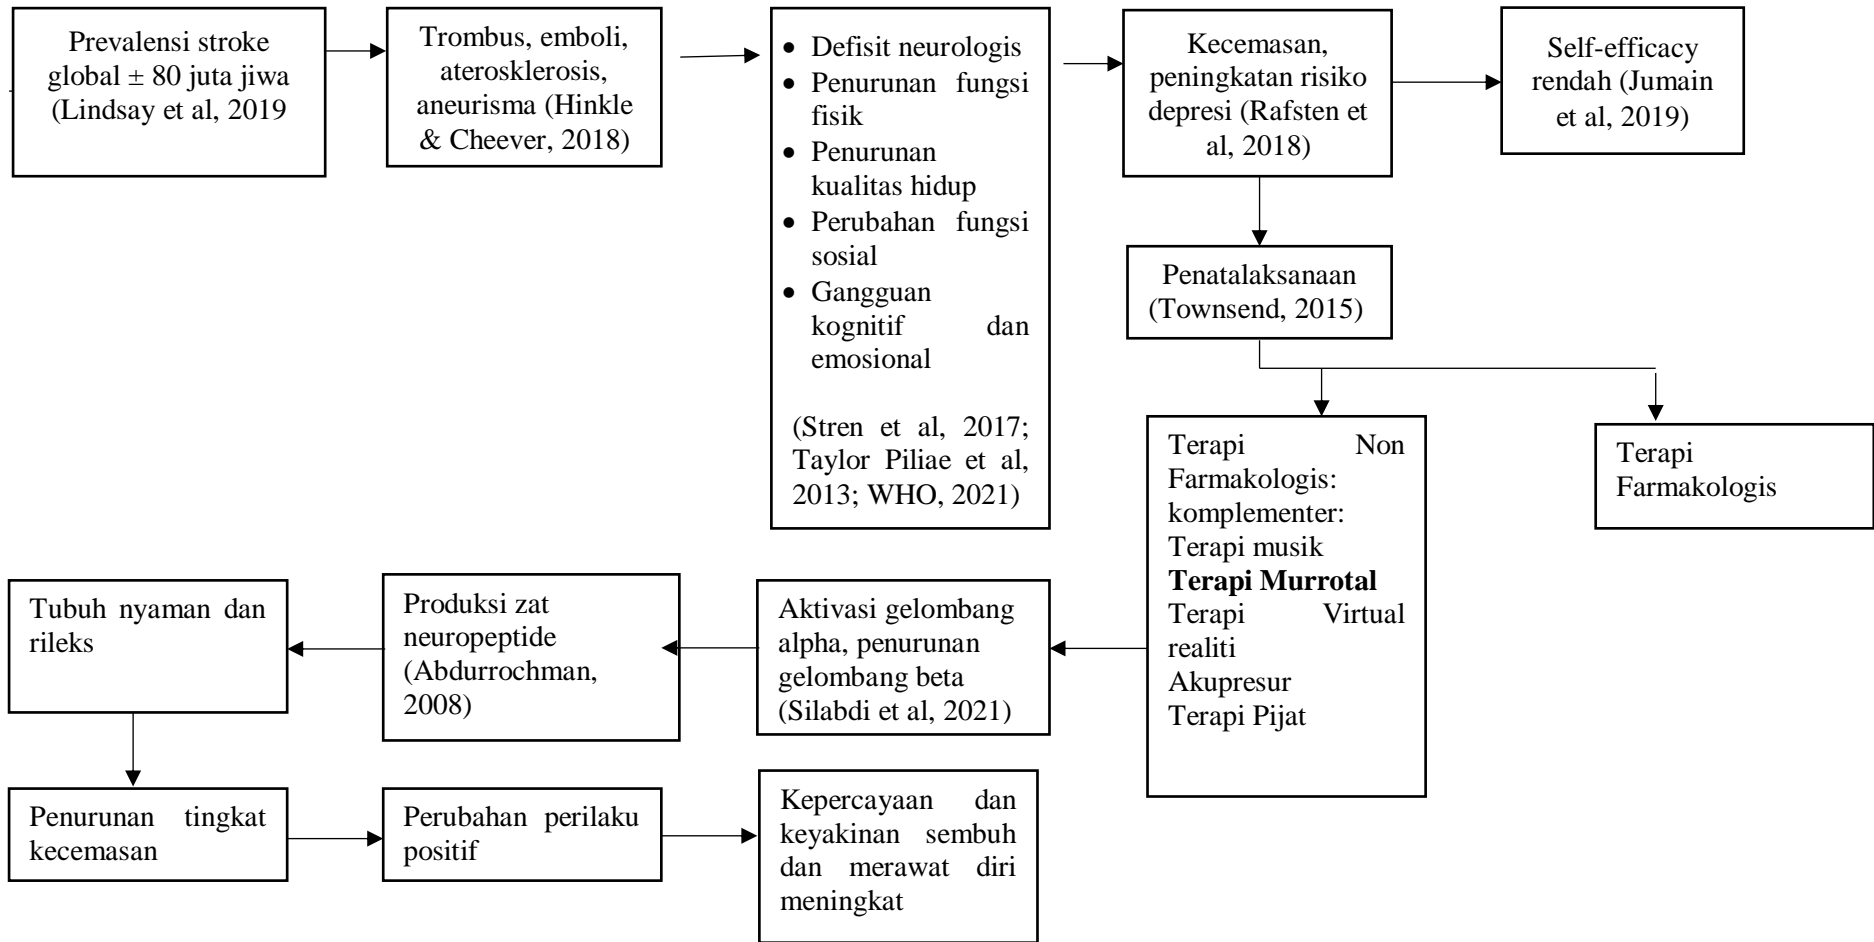 Prevalensi stroke
global ± 80 juta jiwa
(Lindsay et al, 2019
Trombus, emboli,
aterosklerosis,
aneurisma (Hinkle
& Cheever, 2018)
• Defisit neurologis
• Penurunan fungsi
fisik
• Penurunan
kualitas hidup
• Perubahan fungsi
sosial
• Gangguan
kognitif dan
emosional
(Stren et al, 2017;
Taylor Piliae et al,
2013; WHO, 2021)
Kecemasan,
peningkatan risiko
depresi (Rafsten et
al, 2018)
Self-efficacy
rendah (Jumain
et al, 2019)
Penatalaksanaan
(Townsend, 2015)
Terapi Non
Farmakologis:
komplementer:
Terapi musik
Terapi Murrotal
Terapi Virtual
realiti
Akupresur
Terapi Pijat
Terapi
Farmakologis
Aktivasi gelombang
alpha, penurunan
gelombang beta
(Silabdi et al, 2021)
Produksi zat
neuropeptide
(Abdurrochman,
2008)
Tubuh nyaman dan
rileks
Penurunan tingkat
kecemasan
Perubahan perilaku
positif
Kepercayaan dan
keyakinan sembuh
dan merawat diri
meningkat